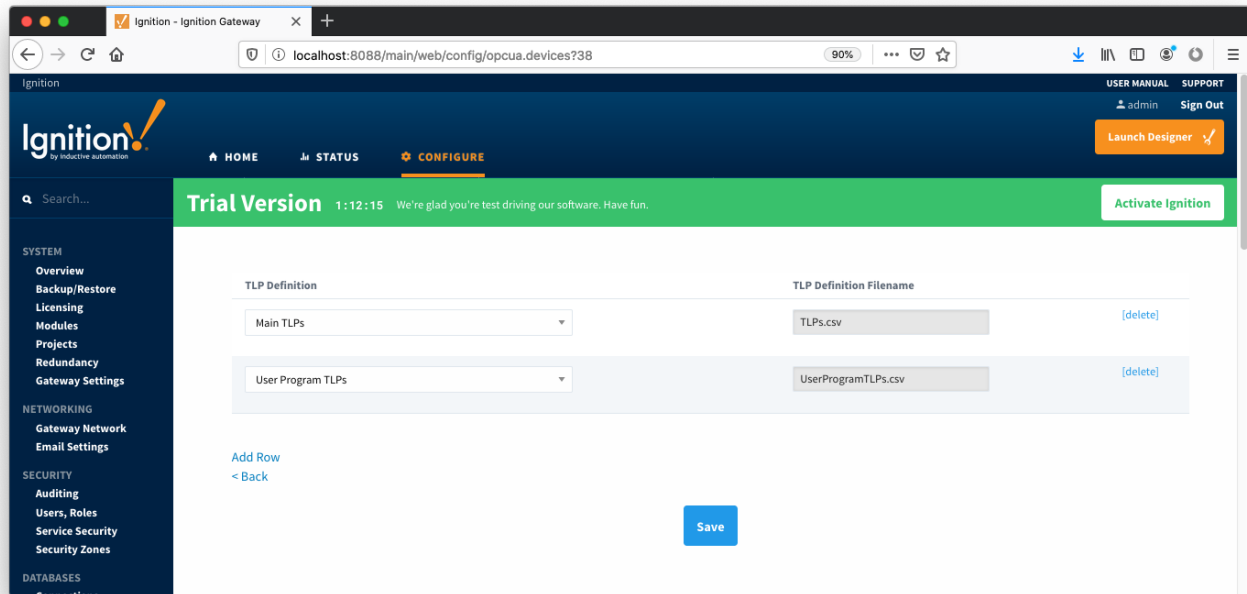 Ignition - Ignition Gateway
localhost:8088/main/web/config/opcua.devices?38
90%
Ignition
USER MANUAL SUPPORT
admin Sign Out
Ignition!
by inductive automation
Launch Designer
HOME STATUS CONFIGURE
Search...
Trial Version 1:12:15 We're glad you're test driving our software. Have fun.
Activate Ignition
SYSTEM
Overview
Backup/Restore
Licensing
Modules
Projects
Redundancy
Gateway Settings
NETWORKING
Gateway Network
Email Settings
SECURITY
Auditing
Users, Roles
Service Security
Security Zones
DATABASES
TLP Definition TLP Definition Filename
Main TLPs TLPs.csv [delete]
User Program TLPs UserProgramTLPs.csv [delete]
Add Row
< Back
Save